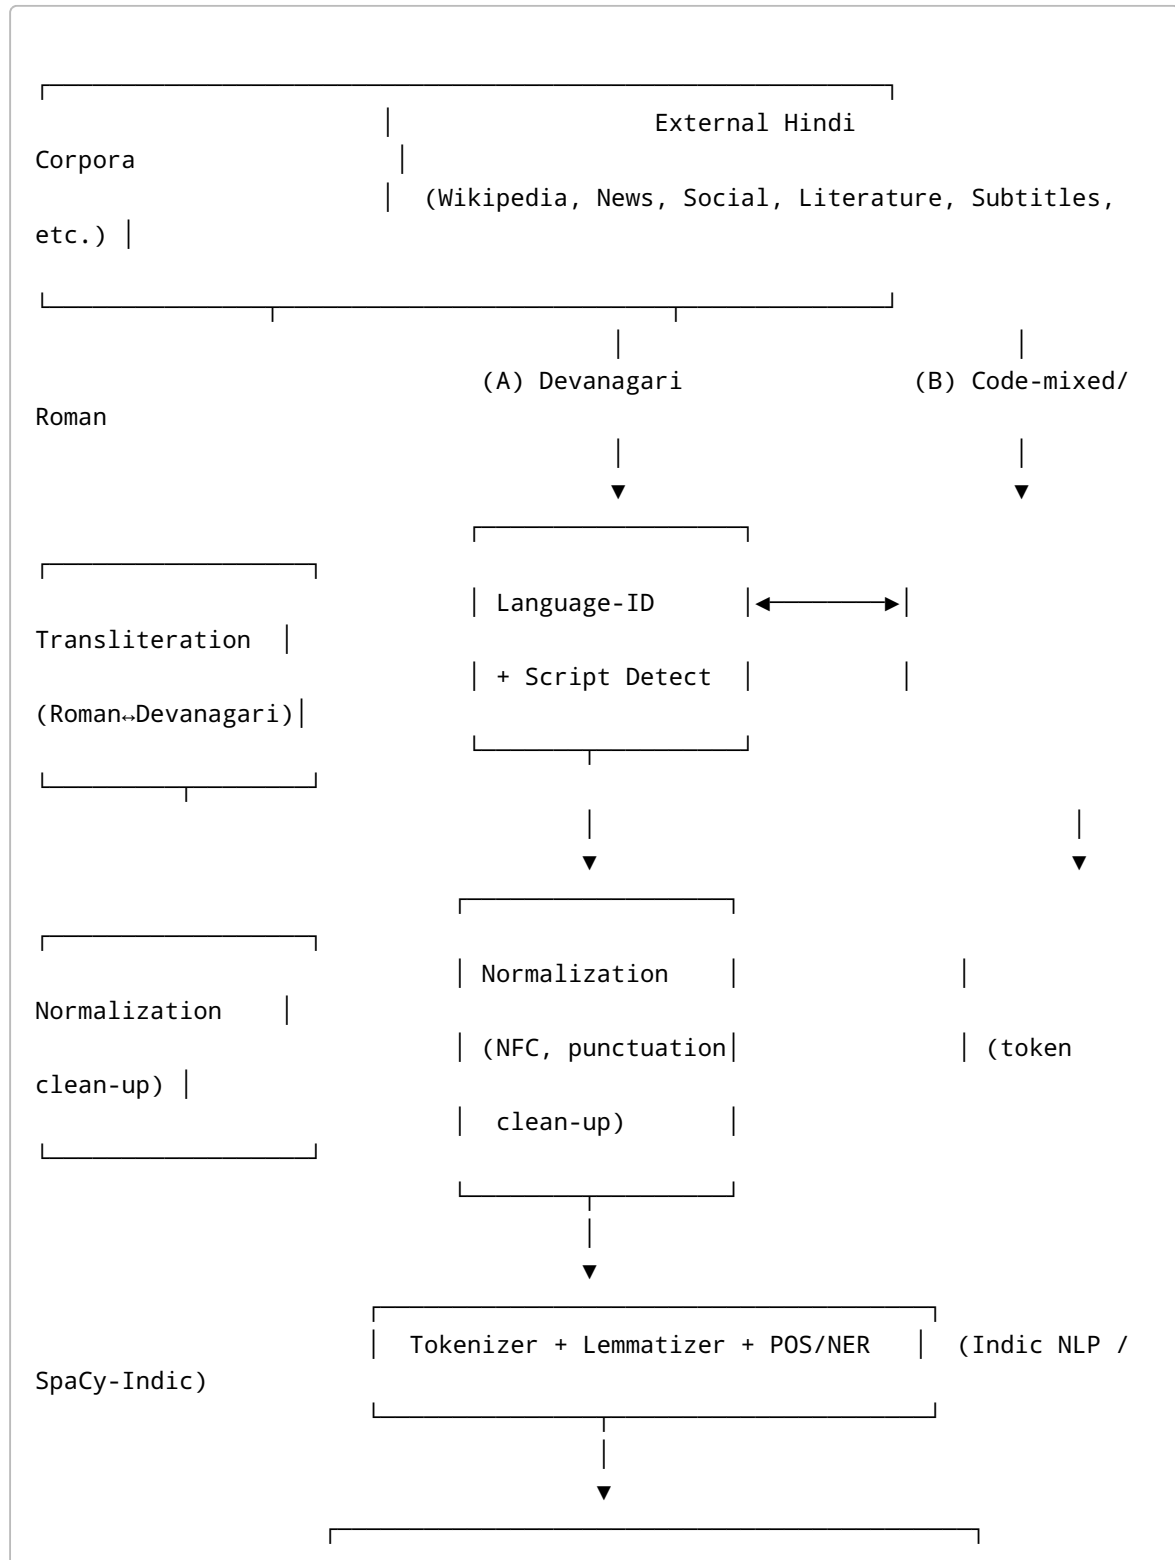 External Hindi
Corpora
(Wikipedia, News, Social, Literature, Subtitles,
etc.)
(A) Devanagari (B) Code-mixed/
Roman
Language-ID
Transliteration
+ Script Detect
(Roman↔Devanagari)
Normalization
Normalization
(NFC, punctuation (token
clean-up)
clean-up)
Tokenizer + Lemmatizer + POS/NER (Indic NLP /
SpaCy-Indic)